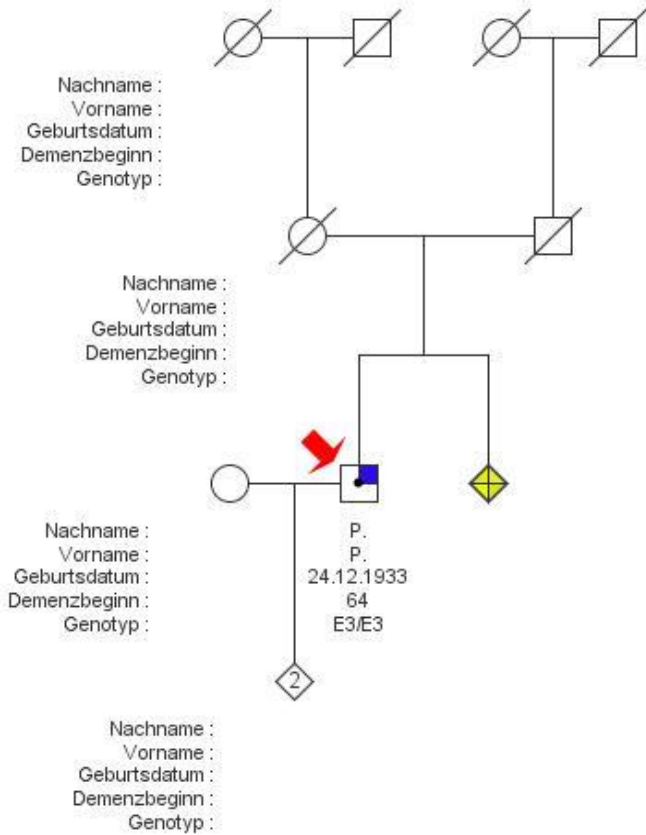 Nachname :
Vorname :
Geburtsdatum :
Demenzbeginn :
Genotyp :
Nachname :
Vorname :
Geburtsdatum :
Demenzbeginn :
Genotyp :
Nachname : P.
Vorname : P.
Geburtsdatum : 24.12.1933
Demenzbeginn : 64
Genotyp : E3/E3
2
Nachname :
Vorname :
Geburtsdatum :
Demenzbeginn :
Genotyp :